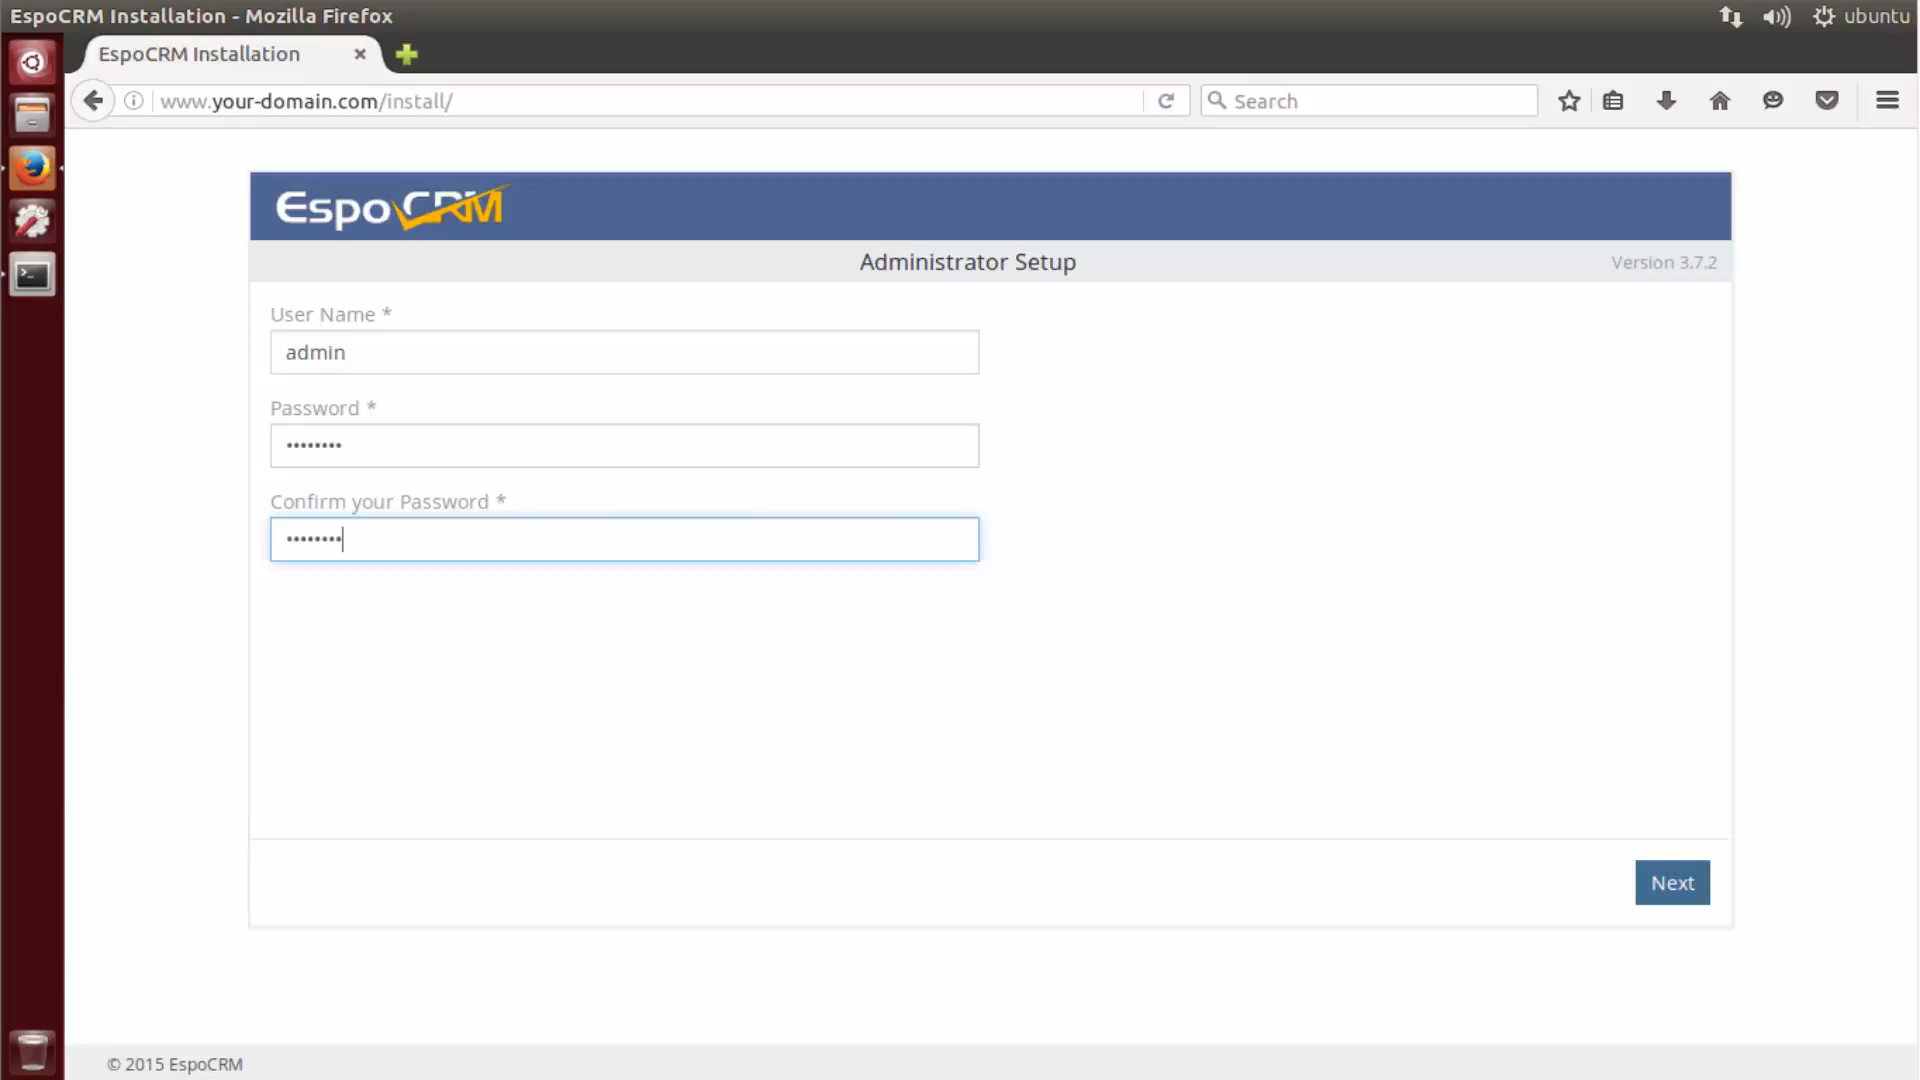 EspoCRM Installation - Mozilla Firefox
ubuntu
EspoCRM Installation
www.your-domain.com/install/
Search
EspoCRM
Administrator Setup
Version 3.7.2
User Name *
admin
Password *
••••••••
Confirm your Password *
••••••••
Next
© 2015 EspoCRM